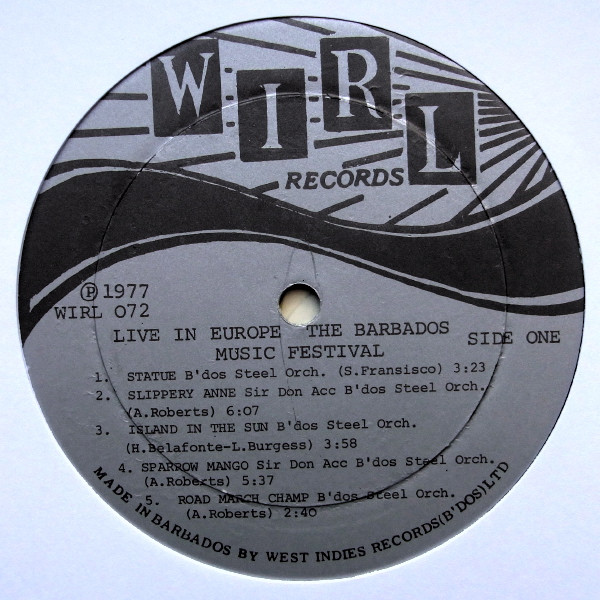 WIRL
RECORDS
℗ 1977
WIRL 072
LIVE IN EUROPE THE BARBADOS
MUSIC FESTIVAL
SIDE ONE
1. STATUE B'dos Steel Orch. (S.Fransisco) 3:23
2. SLIPPERY ANNE Sir Don Acc B'dos Steel Orch.
(A.Roberts) 6:07
3. ISLAND IN THE SUN B'dos Steel Orch.
(H.Belafonte-L.Burgess) 3:58
4. SPARROW MANGO Sir Don Acc B'dos Steel Orch.
(A.Roberts) 5:37
5. ROAD MARCH CHAMP B'dos Steel Orch.
(A.Roberts) 2:40
MADE IN BARBADOS BY WEST INDIES RECORDS(B'DOS)LTD